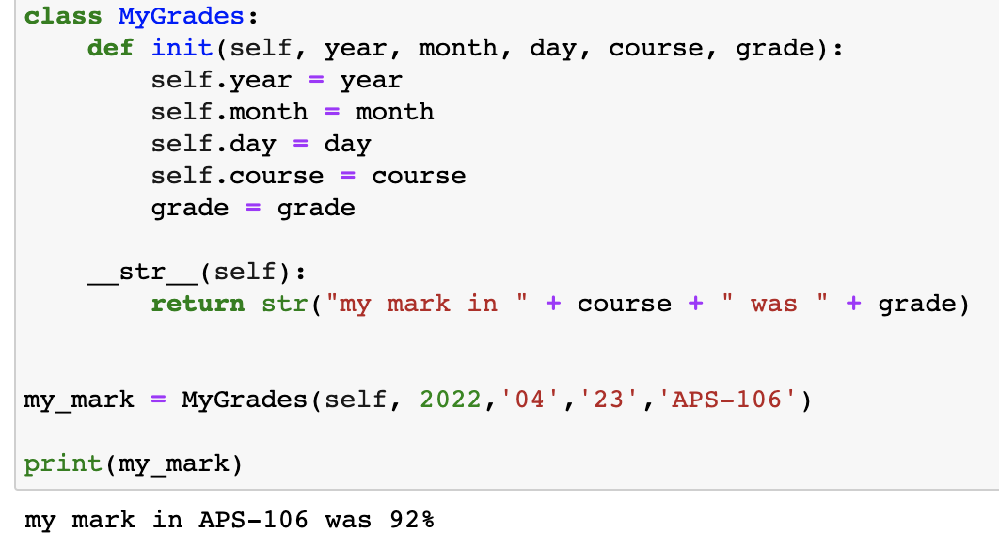 class MyGrades:
    def init(self, year, month, day, course, grade):
        self.year = year
        self.month = month
        self.day = day
        self.course = course
        grade = grade

    __str__(self):
        return str("my mark in " + course + " was " + grade)


my_mark = MyGrades(self, 2022,'04','23','APS-106')

print(my_mark)

my mark in APS-106 was 92%